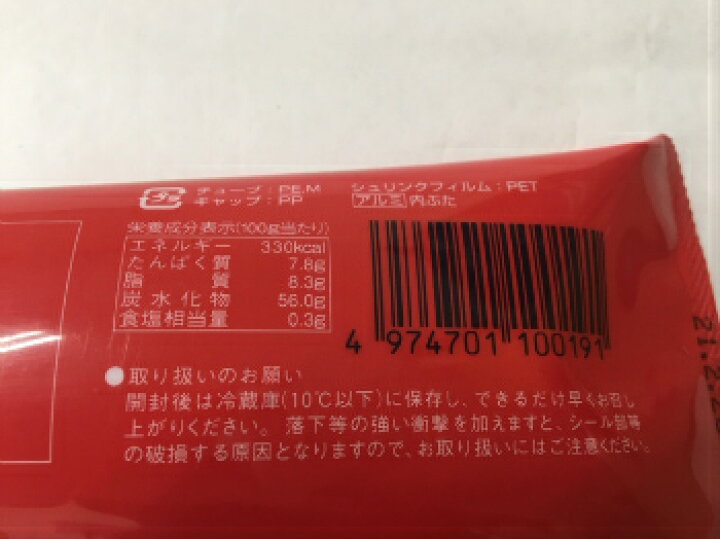 チューブ:PE,M シュリンクフィルム:PET
キャップ:PP アルミ内ぶた
栄養成分表示(100g当たり)
エネルギー 330kcal
たんぱく質 7.8g
脂質 8.3g
炭水化物 56.0g
食塩相当量 0.3g
4 974701 100191
●取り扱いのお願い
開封後は冷蔵庫(10℃以下)に保存し、できるだけ早くお召し
上がりください。落下等の強い衝撃を加えますと、シール部等
の破損する原因となりますので、お取り扱いにはご注意ください。
21.2.